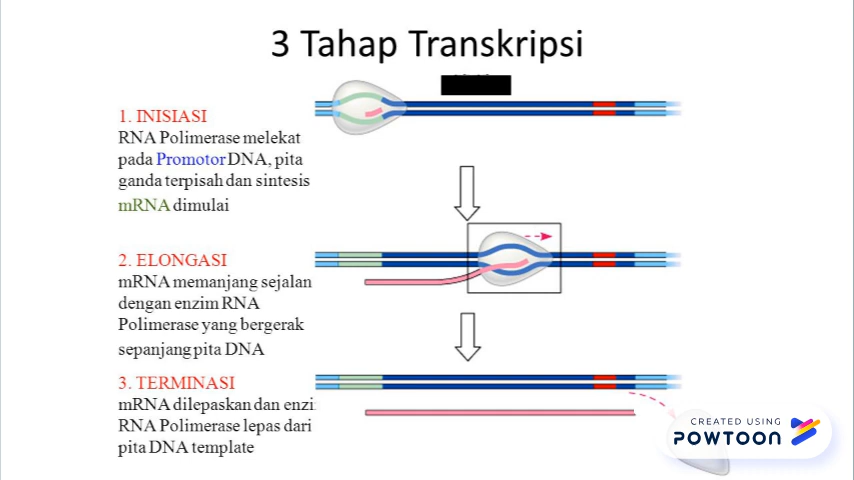 3 Tahap Transkripsi
1. INISIASI
RNA Polimerase melekat
pada Promotor DNA, pita
ganda terpisah dan sintesis
mRNA dimulai
2. ELONGASI
mRNA memanjang sejalan
dengan enzim RNA
Polimerase yang bergerak
sepanjang pita DNA
3. TERMINASI
mRNA dilepaskan dan enzi
RNA Polimerase lepas dari
pita DNA template
CREATED USING
POWTOON